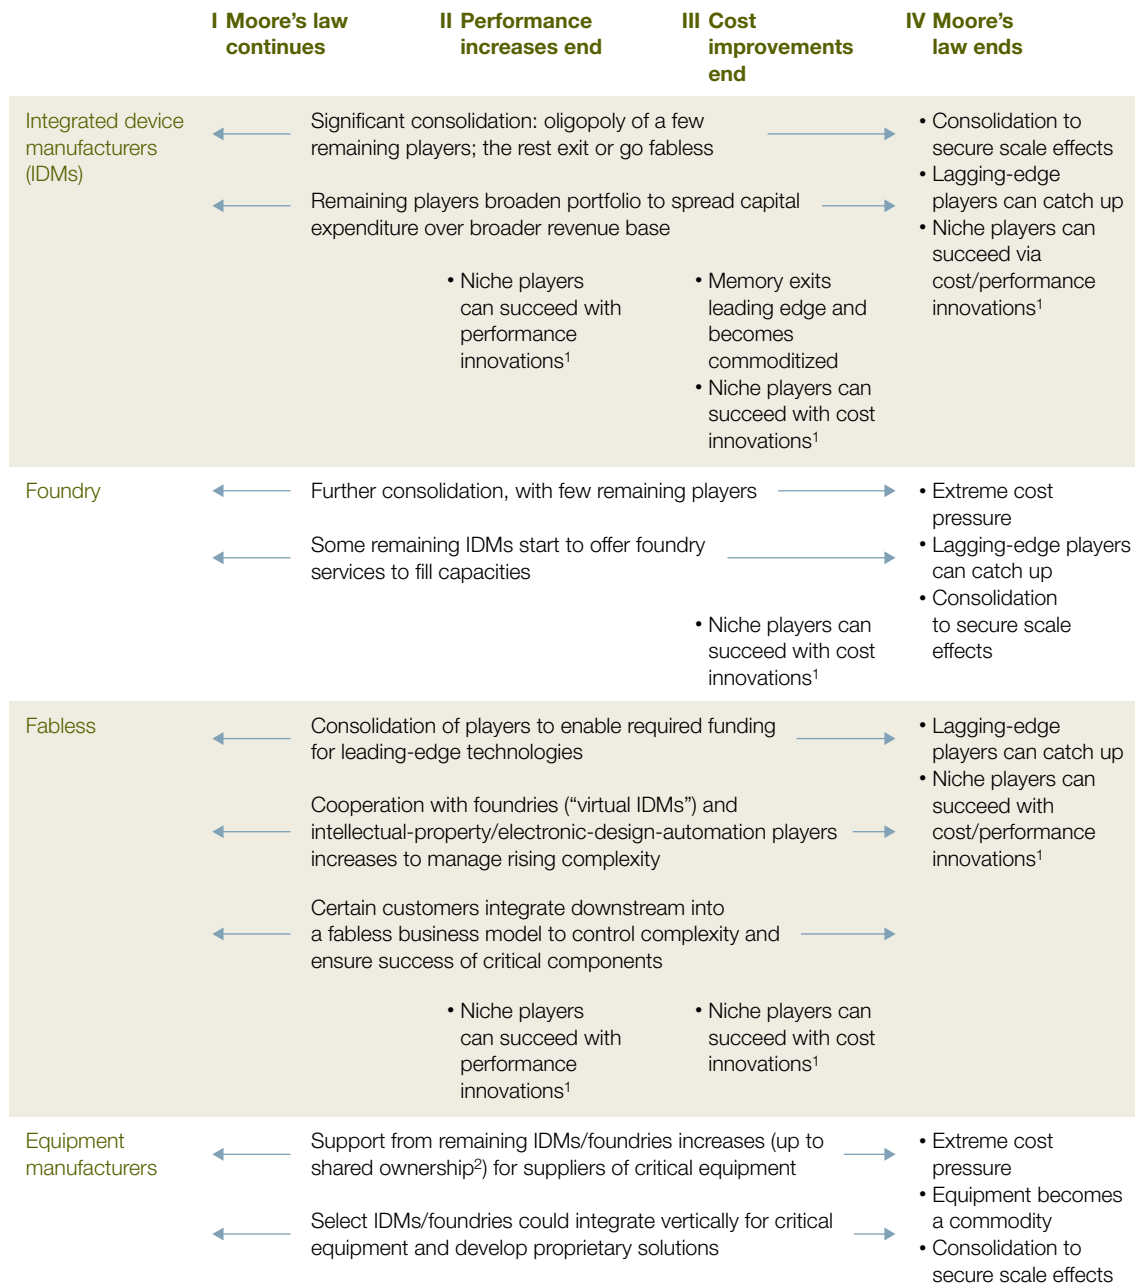 I Moore’s law
continues
II Performance
increases end
III Cost
improvements
end
IV Moore’s
law ends
Integrated device
manufacturers
(IDMs)
Significant consolidation: oligopoly of a few
remaining players; the rest exit or go fabless
Remaining players broaden portfolio to spread capital
expenditure over broader revenue base
• Niche players
can succeed with
performance
innovations¹
• Memory exits
leading edge and
becomes
commoditized
• Niche players can
succeed with cost
innovations¹
• Consolidation to
secure scale effects
• Lagging-edge
players can catch up
• Niche players can
succeed via
cost/performance
innovations¹
Foundry
Further consolidation, with few remaining players
Some remaining IDMs start to offer foundry
services to fill capacities
• Niche players can
succeed with cost
innovations¹
• Extreme cost
pressure
• Lagging-edge players
can catch up
• Consolidation
to secure scale
effects
Fabless
Consolidation of players to enable required funding
for leading-edge technologies
Cooperation with foundries (“virtual IDMs”) and
intellectual-property/electronic-design-automation players
increases to manage rising complexity
Certain customers integrate downstream into
a fabless business model to control complexity and
ensure success of critical components
• Niche players
can succeed with
performance
innovations¹
• Niche players can
succeed with cost
innovations¹
• Lagging-edge
players can catch up
• Niche players can
succeed with
cost/performance
innovations¹
Equipment
manufacturers
Support from remaining IDMs/foundries increases (up to
shared ownership²) for suppliers of critical equipment
Select IDMs/foundries could integrate vertically for critical
equipment and develop proprietary solutions
• Extreme cost
pressure
• Equipment becomes
a commodity
• Consolidation to
secure scale effects